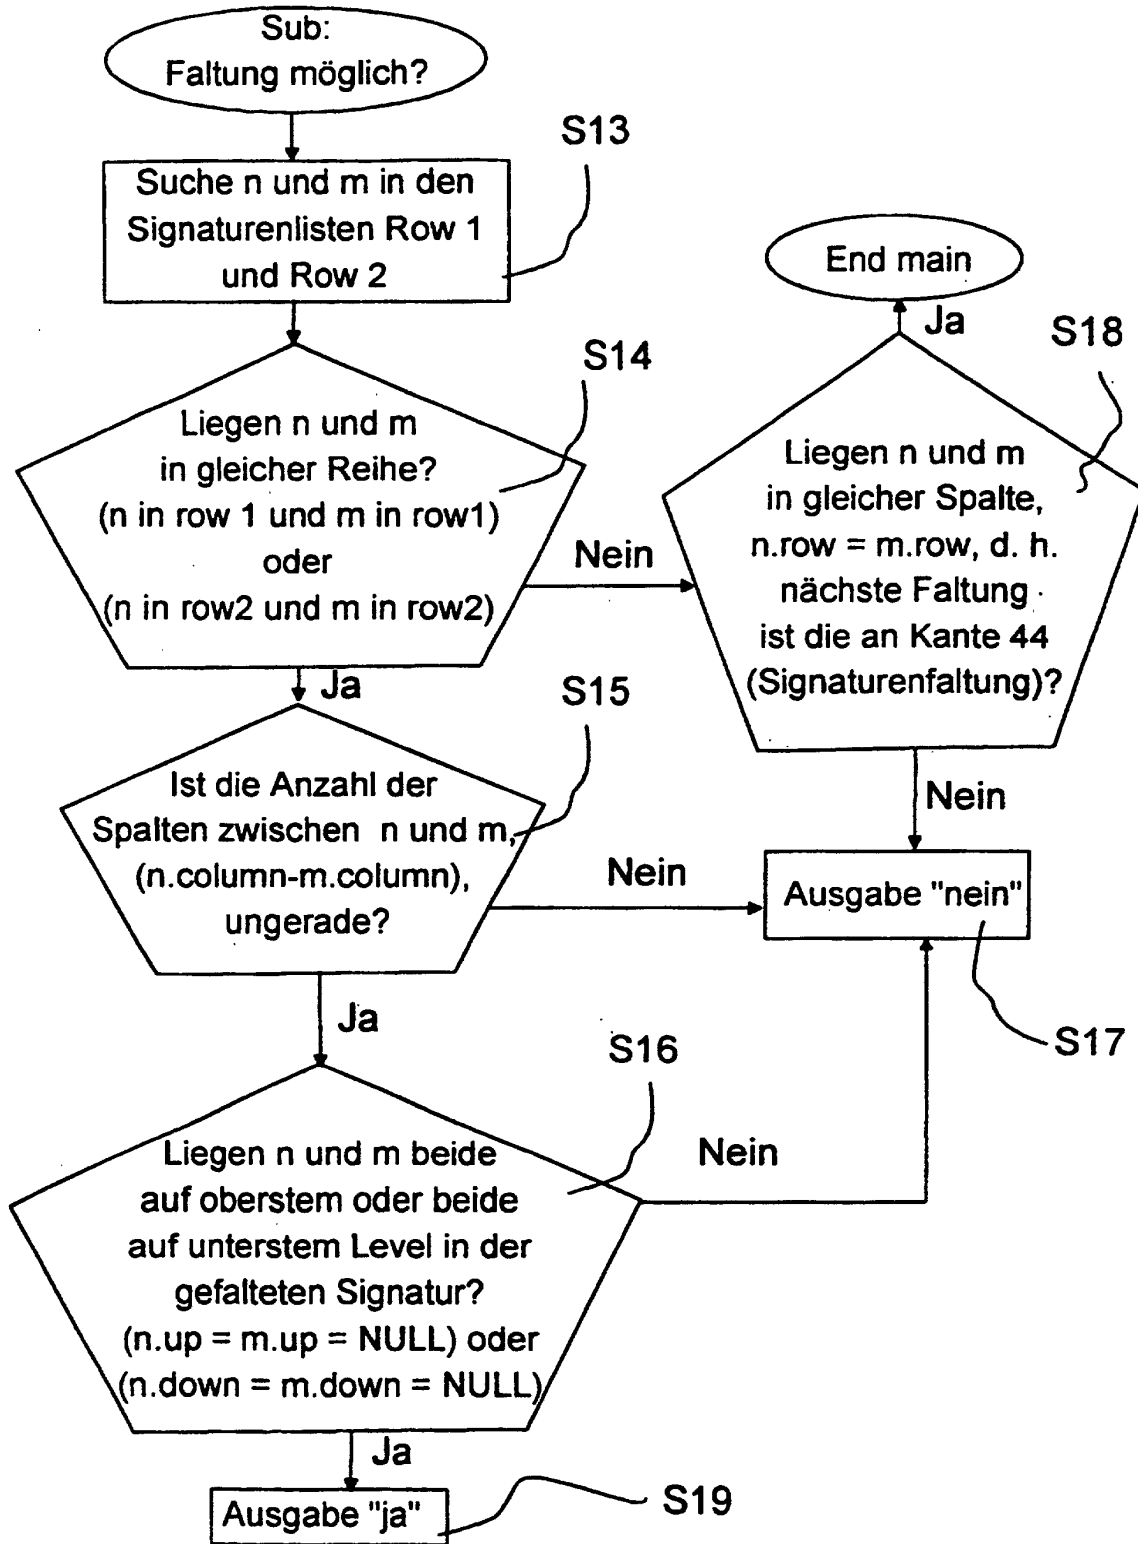 Sub:
Faltung möglich?
S13
Suche n und m in den
Signaturenlisten Row 1
und Row 2
End main
Ja
S18
S14
Liegen n und m
in gleicher Reihe?
(n in row 1 und m in row1)
oder
(n in row2 und m in row2)
Nein
Liegen n und m
in gleicher Spalte,
n.row = m.row, d. h.
nächste Faltung
ist die an Kante 44
(Signaturenfaltung)?
Ja
S15
Ist die Anzahl der
Spalten zwischen n und m,
(n.column-m.column),
ungerade?
Nein
Nein
Ausgabe "nein"
S17
Ja
S16
Liegen n und m beide
auf oberstem oder beide
auf unterstem Level in der
gefalteten Signatur?
(n.up = m.up = NULL) oder
(n.down = m.down = NULL)
Nein
Ja
Ausgabe "ja"
S19